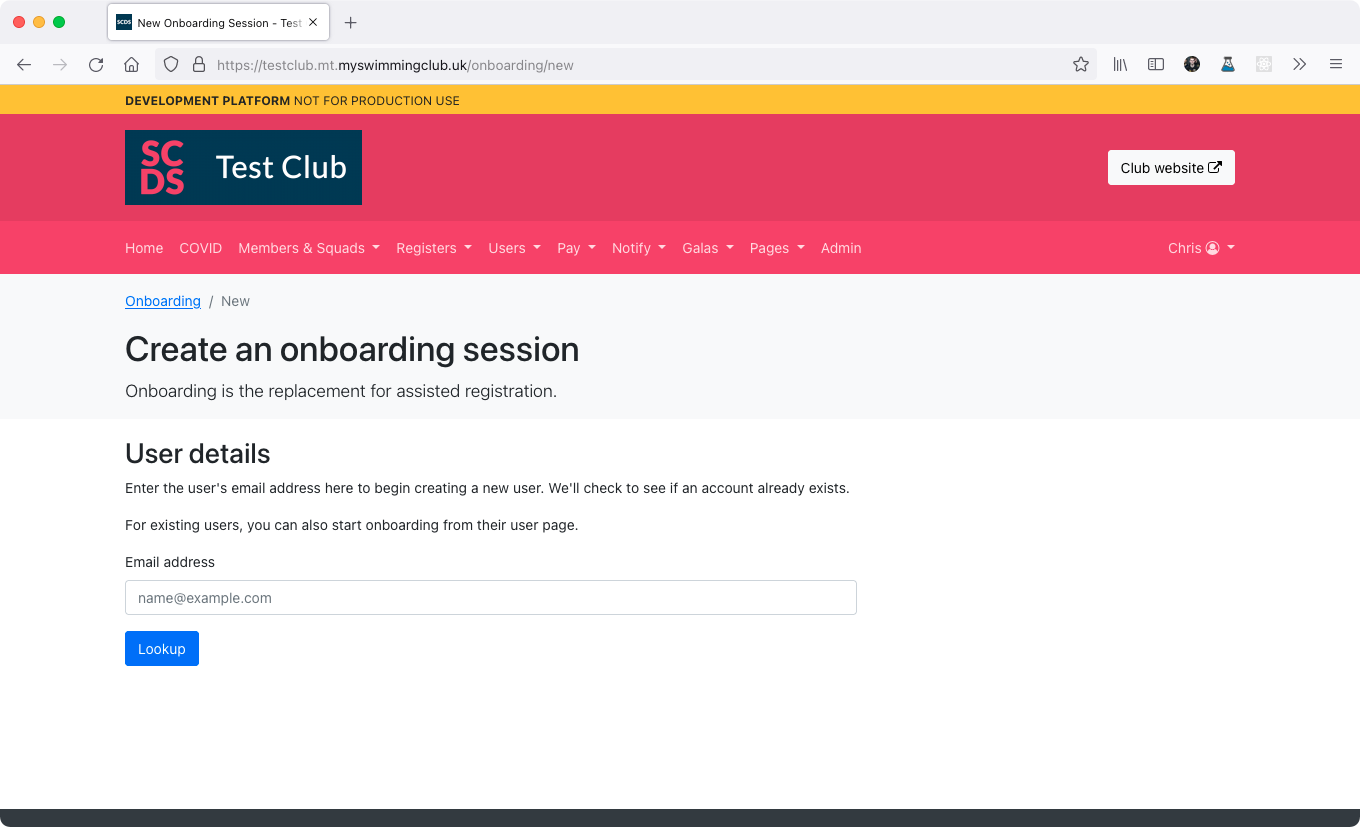 SCDS New Onboarding Session - Test
https://testclub.mt.myswimmingclub.uk/onboarding/new
DEVELOPMENT PLATFORM NOT FOR PRODUCTION USE
SC
DS
Test Club
Club website
Home COVID Members & Squads Registers Users Pay Notify Galas Pages Admin Chris
Onboarding / New
Create an onboarding session
Onboarding is the replacement for assisted registration.
User details
Enter the user's email address here to begin creating a new user. We'll check to see if an account already exists.
For existing users, you can also start onboarding from their user page.
Email address
name@example.com
Lookup